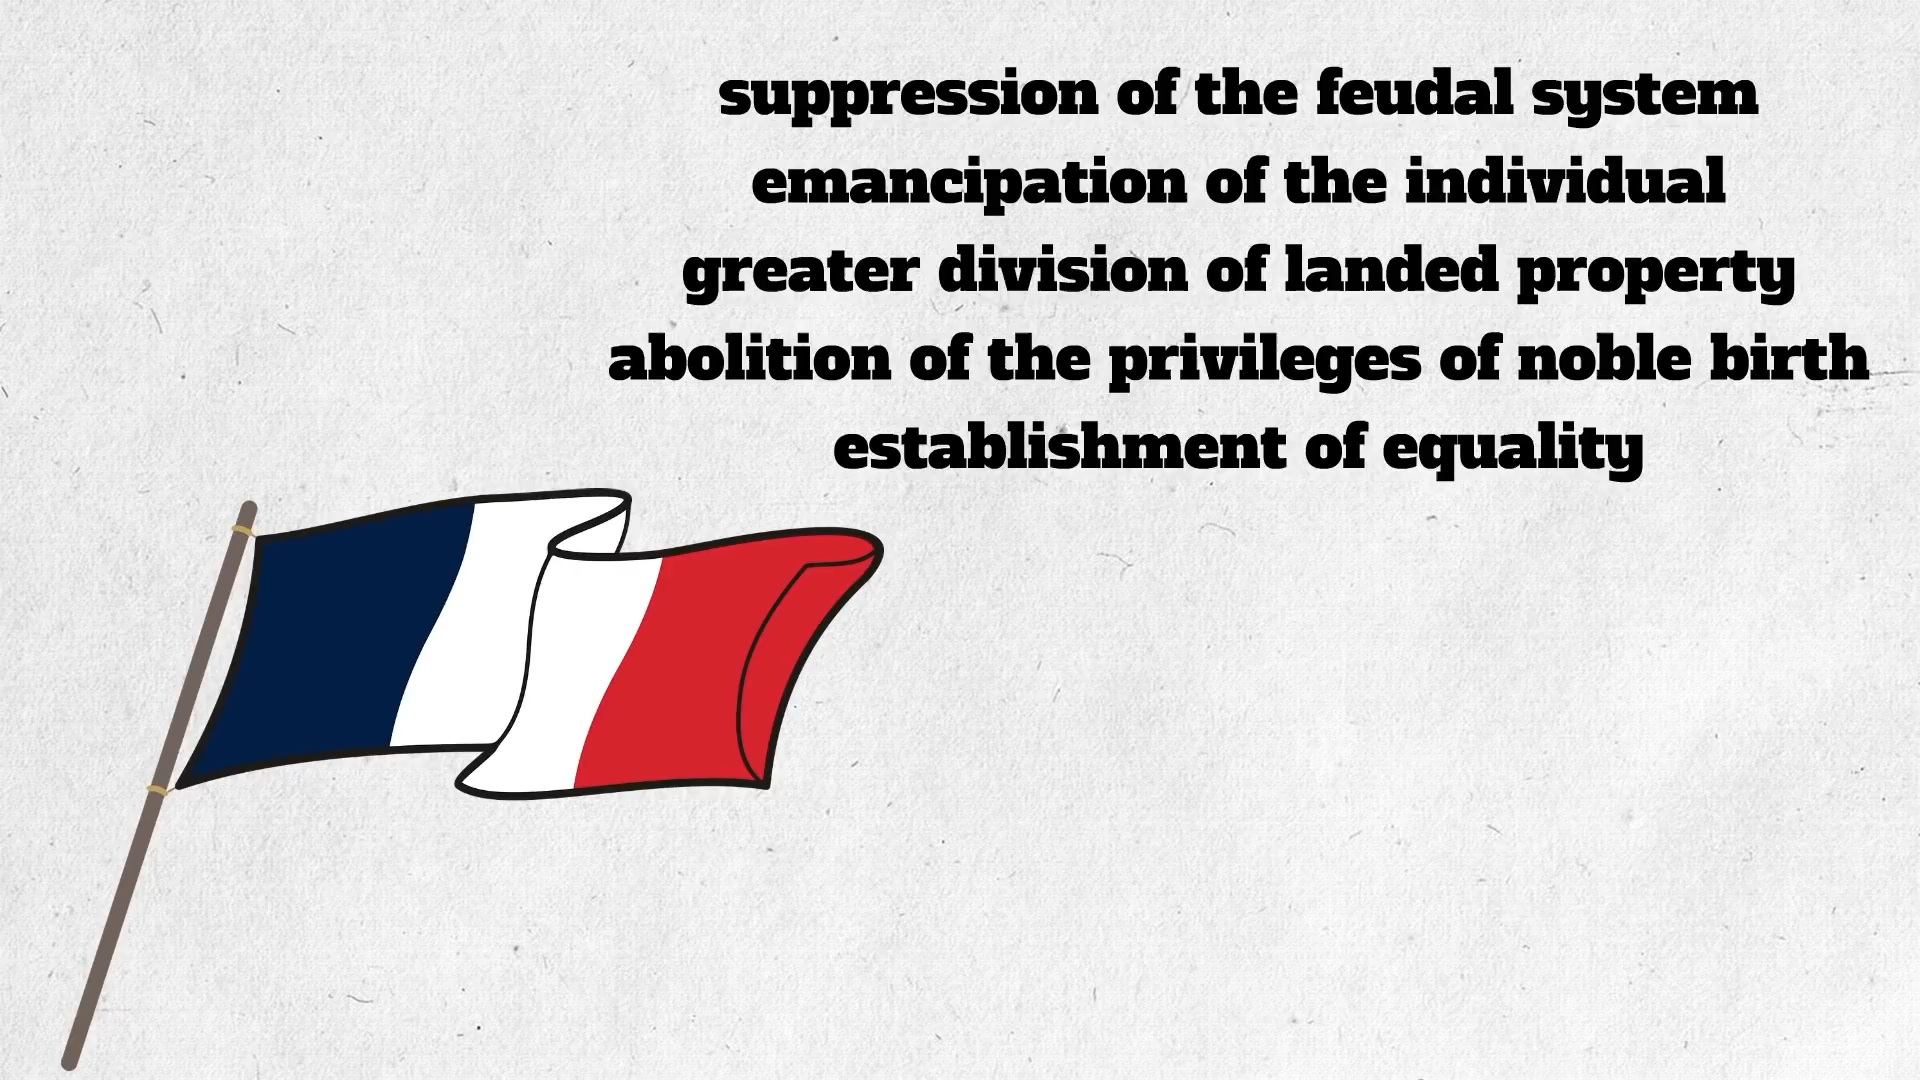 suppression of the feudal system
emancipation of the individual
greater division of landed property
abolition of the privileges of noble birth
establishment of equality